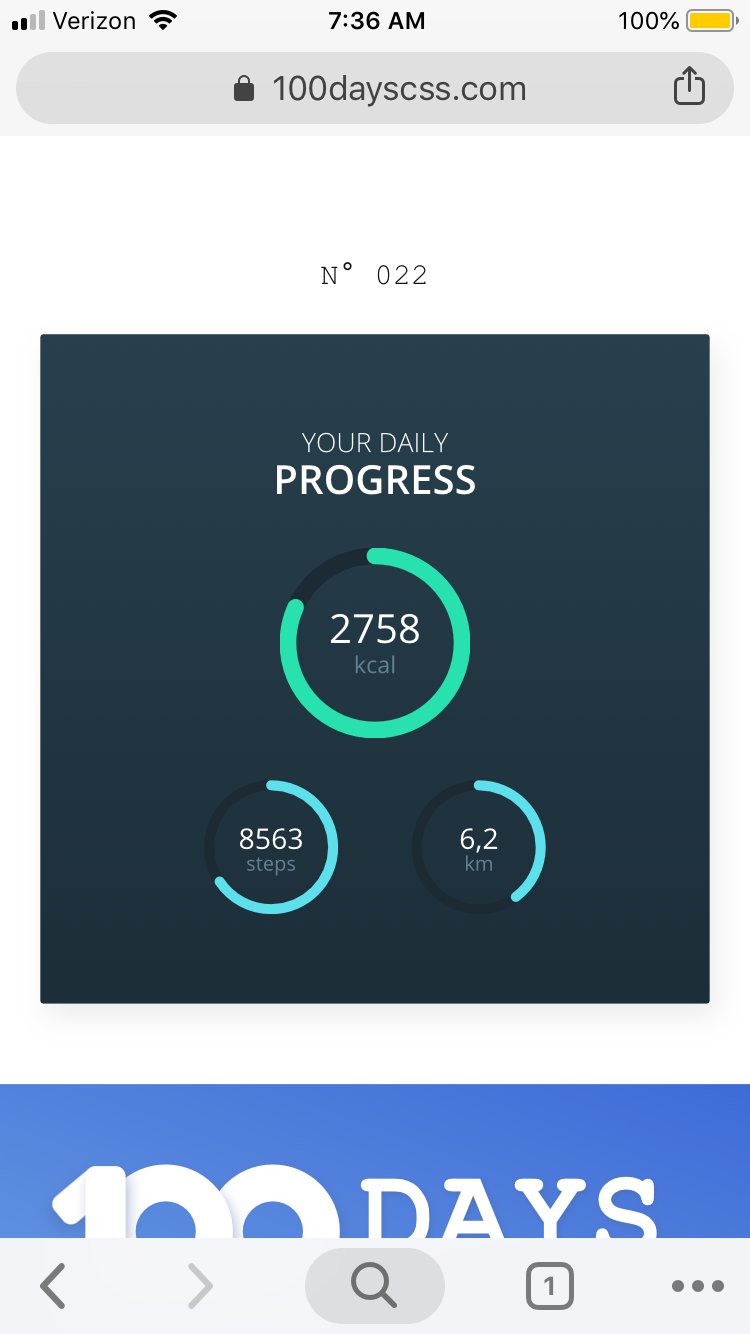 Verizon 7:36 AM 100%
100dayscss.com
N° 022
YOUR DAILY
PROGRESS
2758
kcal
8563
steps
6,2
km
100 DAYS
1